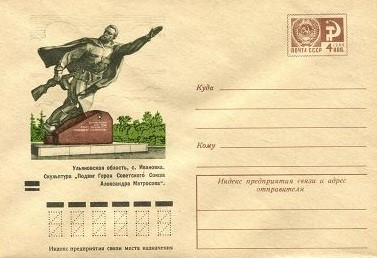 ПОЧТА СССР
4 КОП.
Куда
Кому
Ульяновская область, с. Ивановка.
Скульптура „Подвиг Героя Советского Союза
Александра Матросова".
Индекс предприятия связи и адрес
отправителя
Индекс предприятия связи места назначения